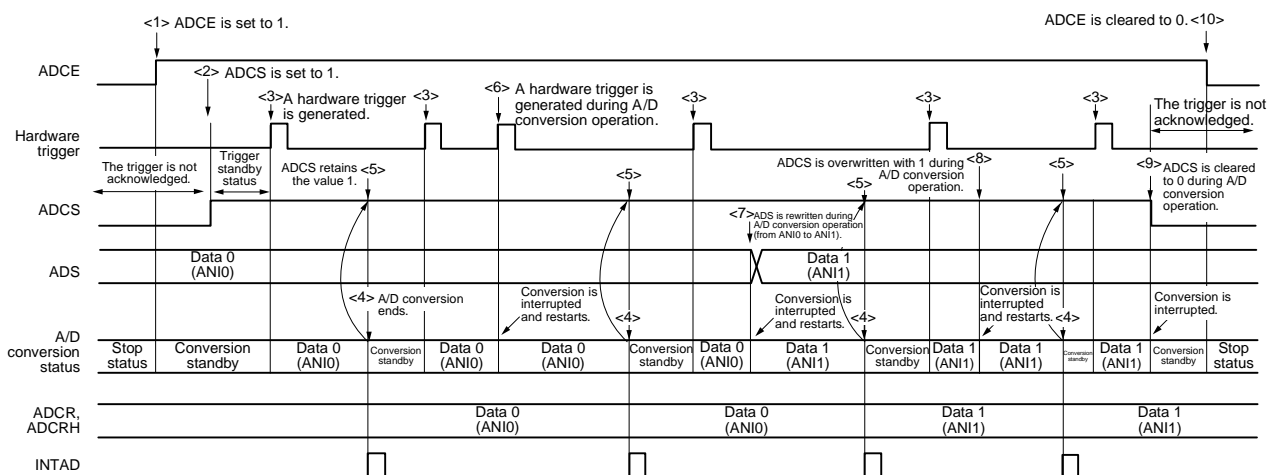 <1> ADCE is set to 1.
ADCE is cleared to 0. <10>
ADCE
<2> ADCS is set to 1.
<3> A hardware trigger
is generated.
<3>
<6> A hardware trigger is
generated during A/D
conversion operation.
<3>
<3>
<3>
The trigger is not
acknowledged.
Hardware
trigger
The trigger is not
acknowledged.
Trigger
standby
status
ADCS retains
the value 1.
<5>
<5>
ADCS is overwritten with 1 during
A/D conversion
operation.
<8>
<5>
<5>
<9> ADCS is cleared
to 0 during A/D
conversion
operation.
ADCS
<7> ADS is rewritten during
A/D conversion operation
(from ANI0 to ANI1).
ADS
Data 0
(ANI0)
Data 1
(ANI1)
<4> A/D conversion
ends.
Conversion is
interrupted
and restarts.
<4>
Conversion is
interrupted
and restarts.
<4>
Conversion is
interrupted
and restarts.
<4>
Conversion is
interrupted.
A/D
conversion
status
Stop
status
Conversion
standby
Data 0
(ANI0)
Conversion
standby
Data 0
(ANI0)
Data 0
(ANI0)
Conversion
standby
Data 0
(ANI0)
Data 1
(ANI1)
Conversion
standby
Data 1
(ANI1)
Data 1
(ANI1)
Conversion
standby
Data 1
(ANI1)
Conversion
standby
Stop
status
ADCR,
ADCRH
Data 0
(ANI0)
Data 0
(ANI0)
Data 1
(ANI1)
Data 1
(ANI1)
INTAD